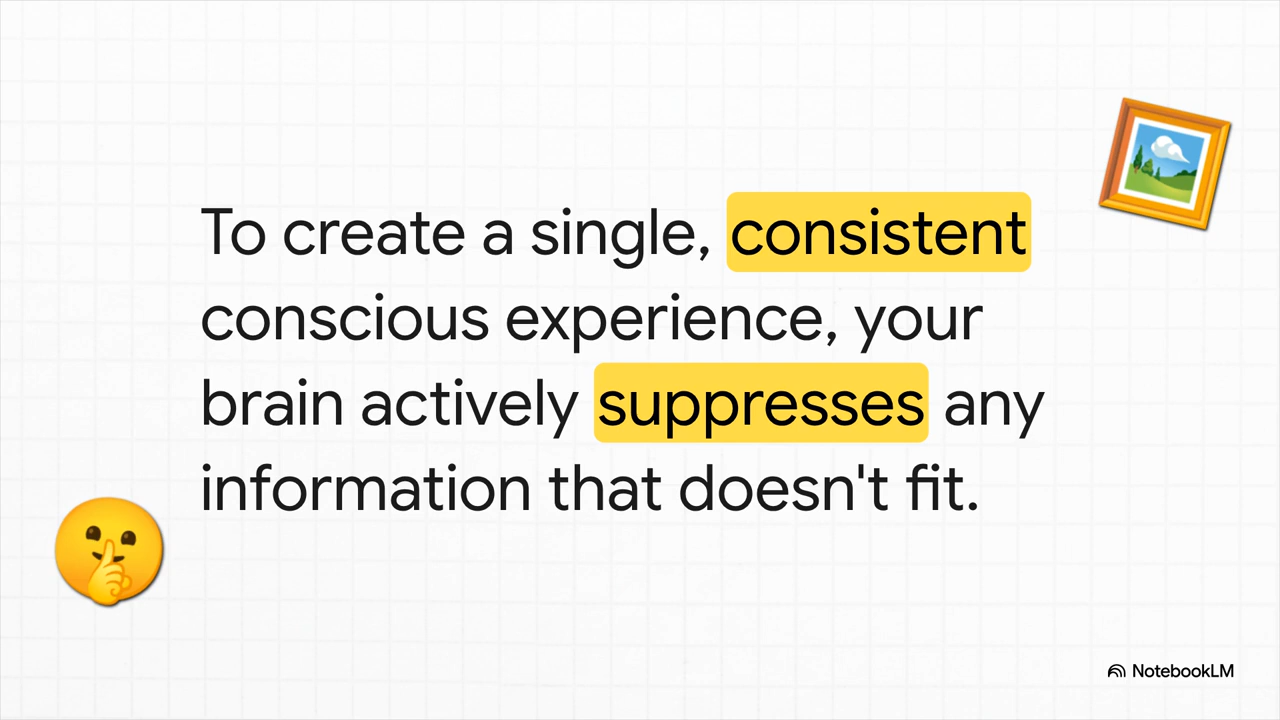 To create a single, consistent
conscious experience, your
brain actively suppresses any
information that doesn't fit.
NotebookLM